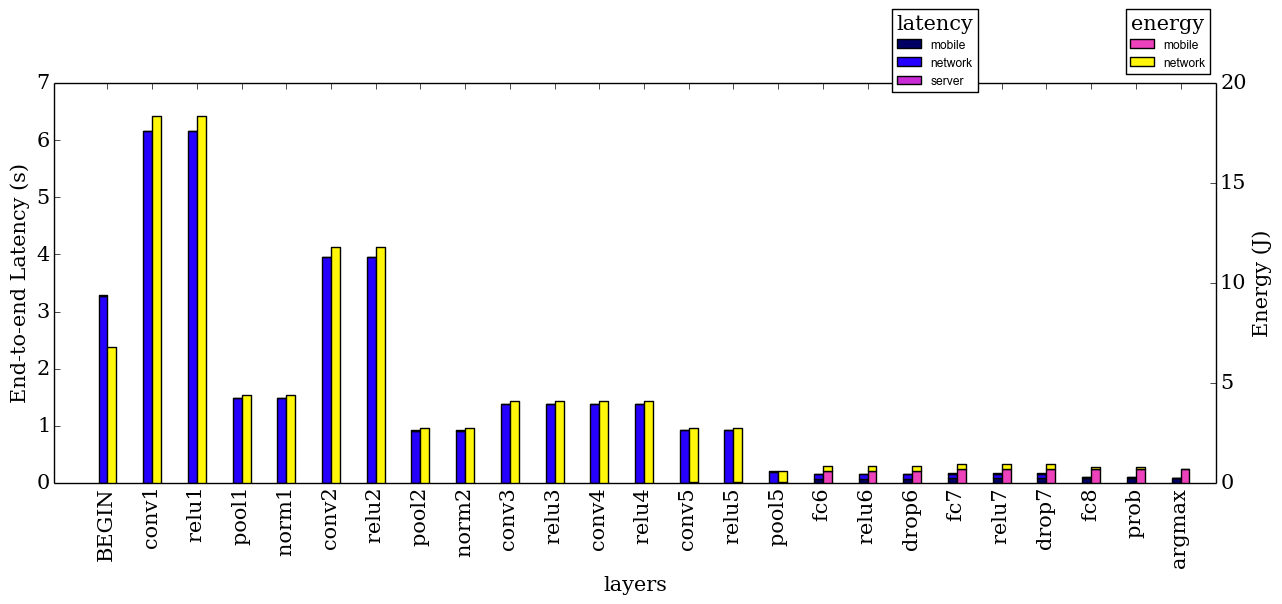 latency
mobile
network
server
energy
mobile
network
End-to-end Latency (s)
7
6
5
4
3
2
1
0
20
15
10
5
0
Energy (J)
BEGIN
conv1
relu1
pool1
norm1
conv2
relu2
pool2
norm2
conv3
relu3
conv4
relu4
conv5
relu5
pool5
fc6
relu6
drop6
fc7
relu7
drop7
fc8
prob
argmax
layers